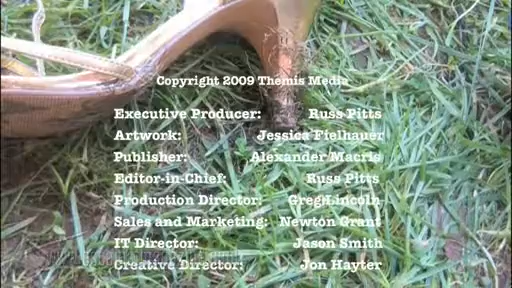 Copyright 2009 Themis Media
Executive Producer: Russ Pitts
Artwork: Jessica Fielhauer
Publisher: Alexander Macris
Editor-in-Chief: Russ Pitts
Production Director: Greg Lincoln
Sales and Marketing: Newton Grant
IT Director: Jason Smith
Creative Director: Jon Hayter